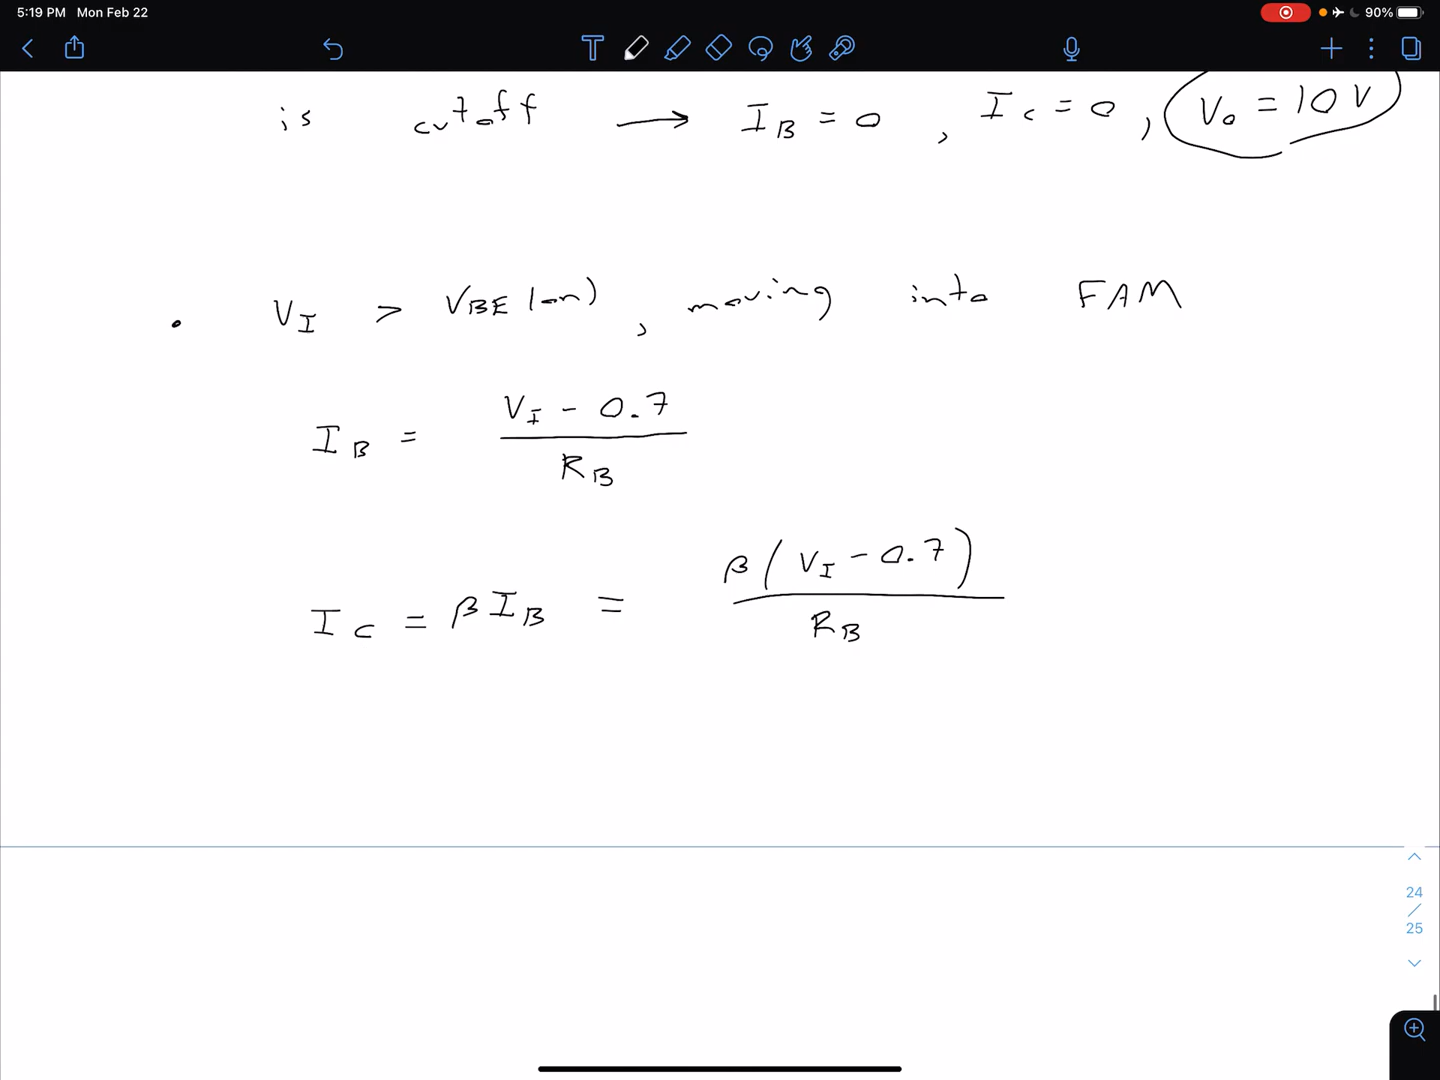 5:19 PM Mon Feb 22 90%
T
is cutoff → I_B = 0 , I_C = 0 , V_o = 10 V
• V_I > V_BE (on) , moving into FAM
I_B = (V_I - 0.7) / R_B
I_C = β I_B = β (V_I - 0.7) / R_B
24
/
25